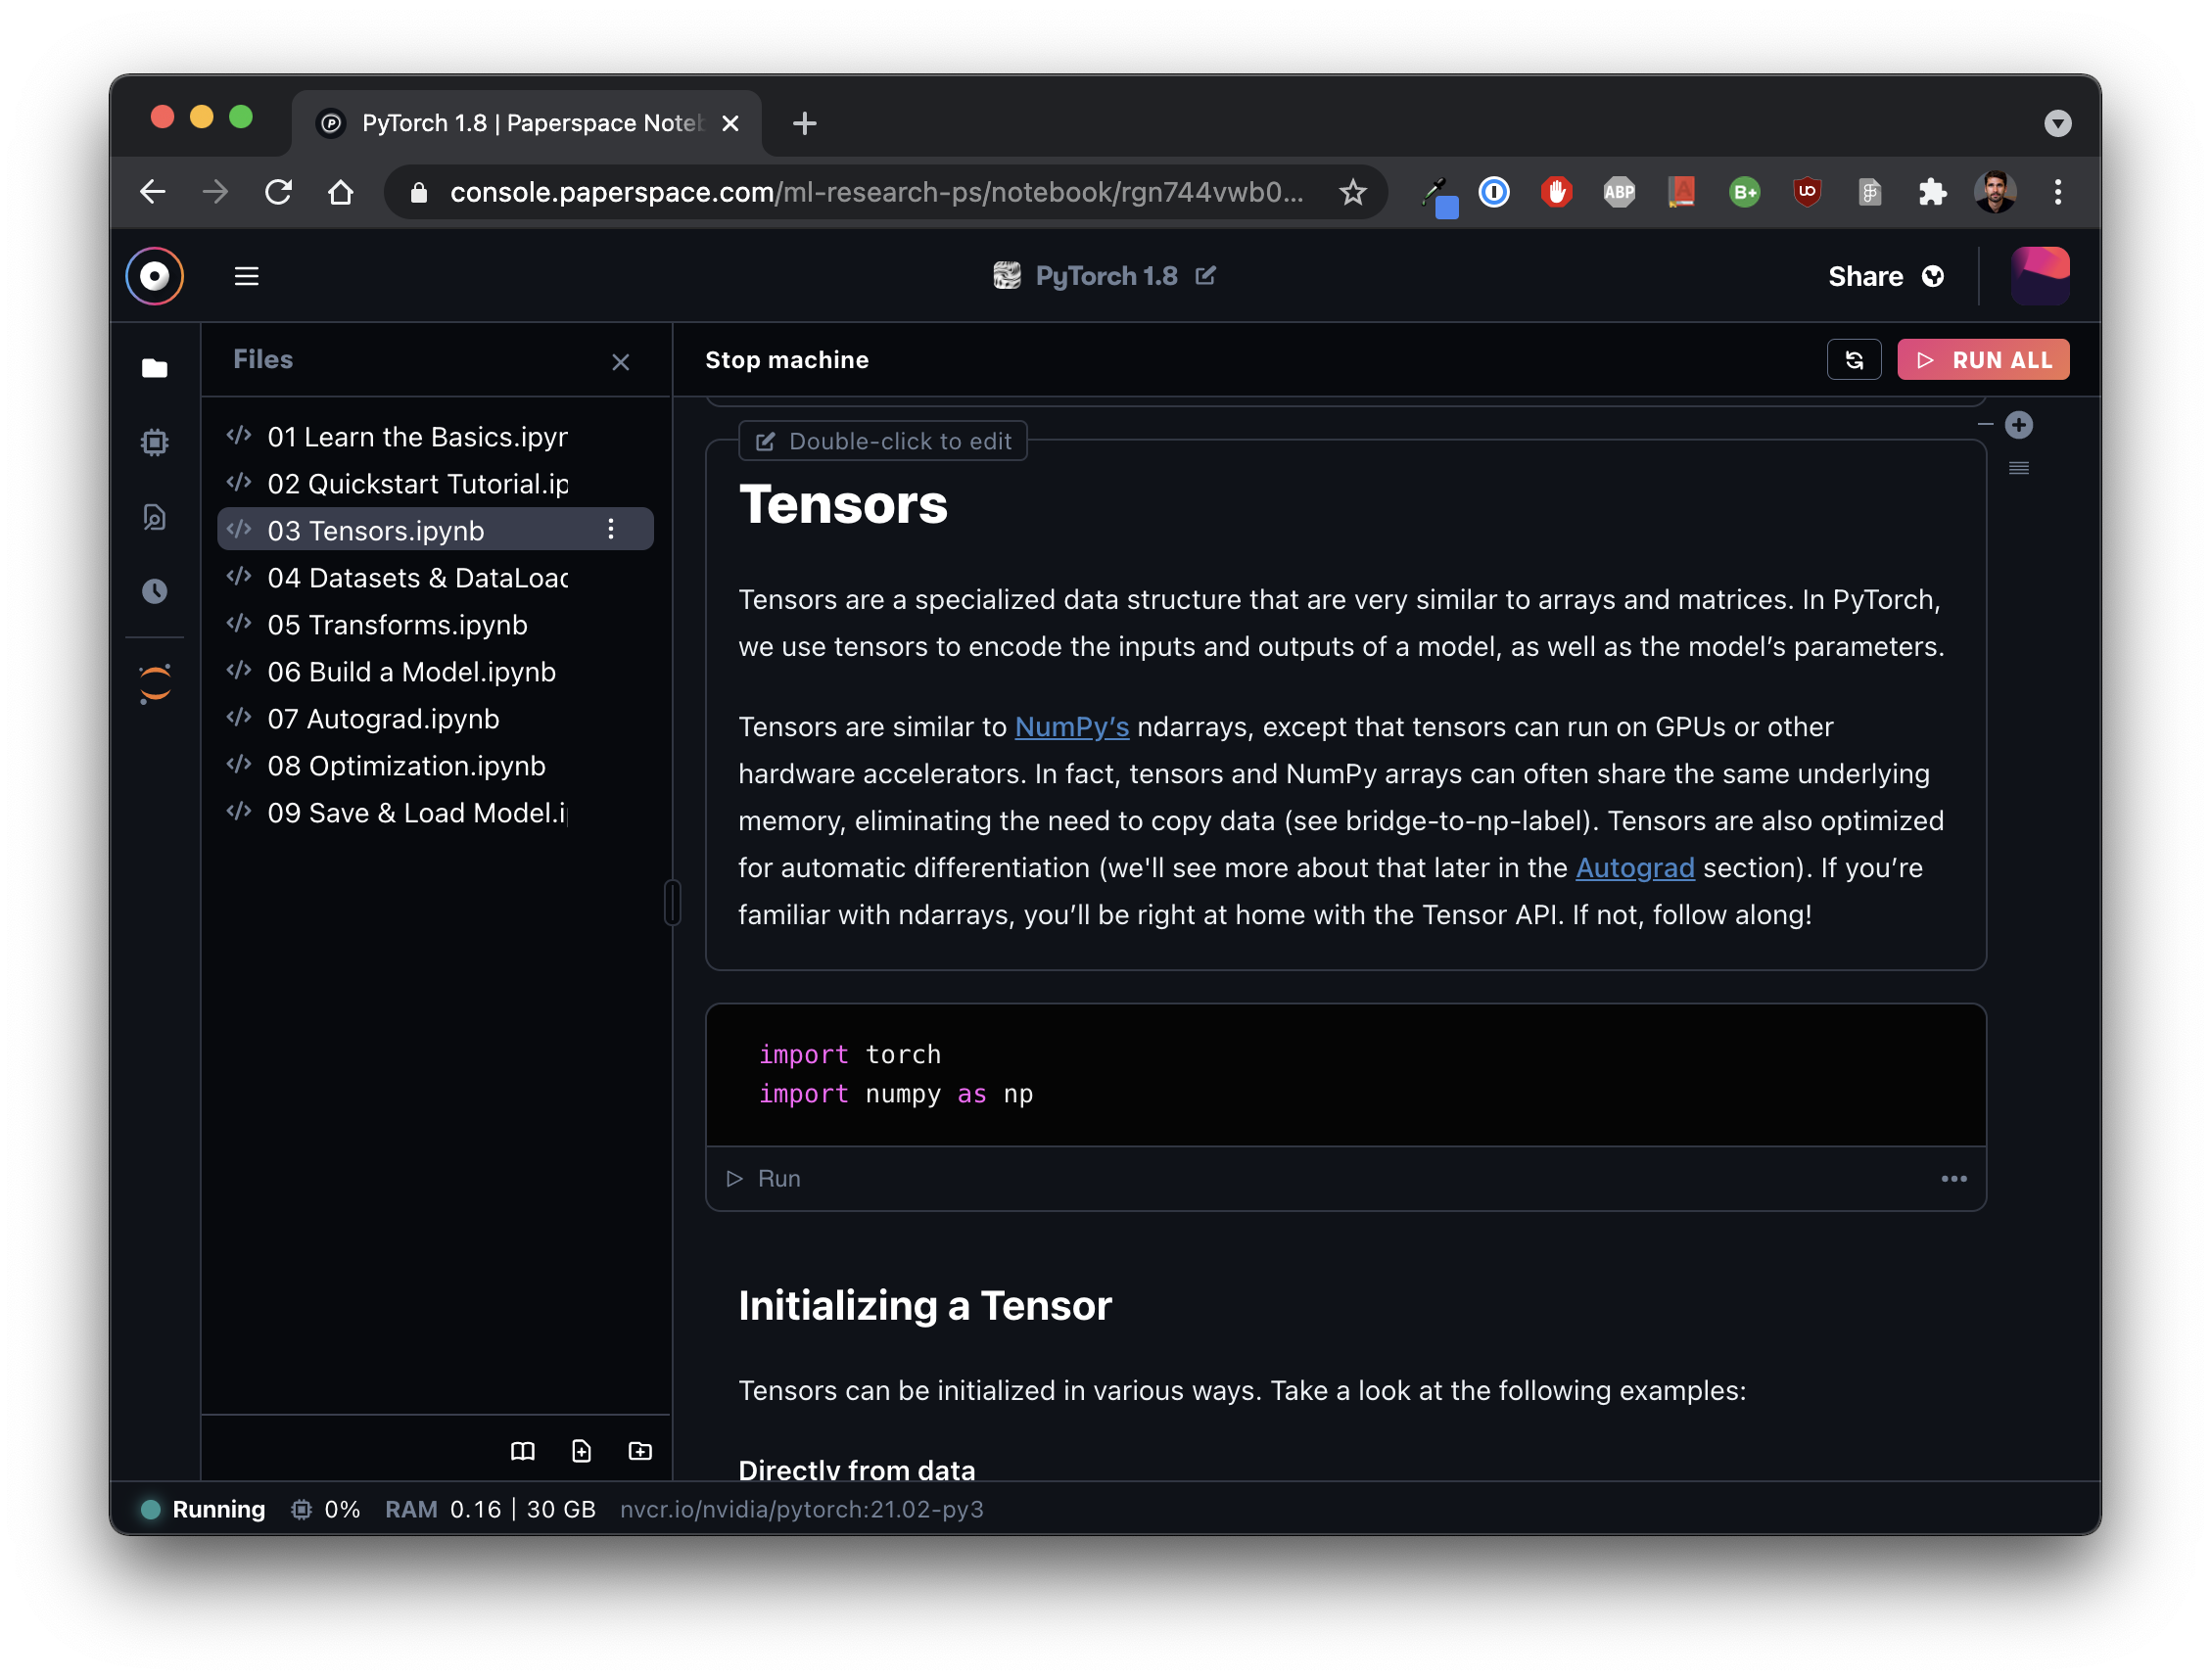 PyTorch 1.8 | Paperspace Noteb
console.paperspace.com/ml-research-ps/notebook/rgn744vwb0...
ABP
A
B+
UO
PyTorch 1.8
Share
Files
Stop machine
RUN ALL
01 Learn the Basics.ipyn
02 Quickstart Tutorial.ip
03 Tensors.ipynb
04 Datasets & DataLoad
05 Transforms.ipynb
06 Build a Model.ipynb
07 Autograd.ipynb
08 Optimization.ipynb
09 Save & Load Model.i
Double-click to edit
Tensors
Tensors are a specialized data structure that are very similar to arrays and matrices. In PyTorch,
we use tensors to encode the inputs and outputs of a model, as well as the model’s parameters.
Tensors are similar to NumPy’s ndarrays, except that tensors can run on GPUs or other
hardware accelerators. In fact, tensors and NumPy arrays can often share the same underlying
memory, eliminating the need to copy data (see bridge-to-np-label). Tensors are also optimized
for automatic differentiation (we'll see more about that later in the Autograd section). If you’re
familiar with ndarrays, you’ll be right at home with the Tensor API. If not, follow along!
import torch
import numpy as np
Run
Initializing a Tensor
Tensors can be initialized in various ways. Take a look at the following examples:
Directly from data
Running 0% RAM 0.16 | 30 GB nvcr.io/nvidia/pytorch:21.02-py3